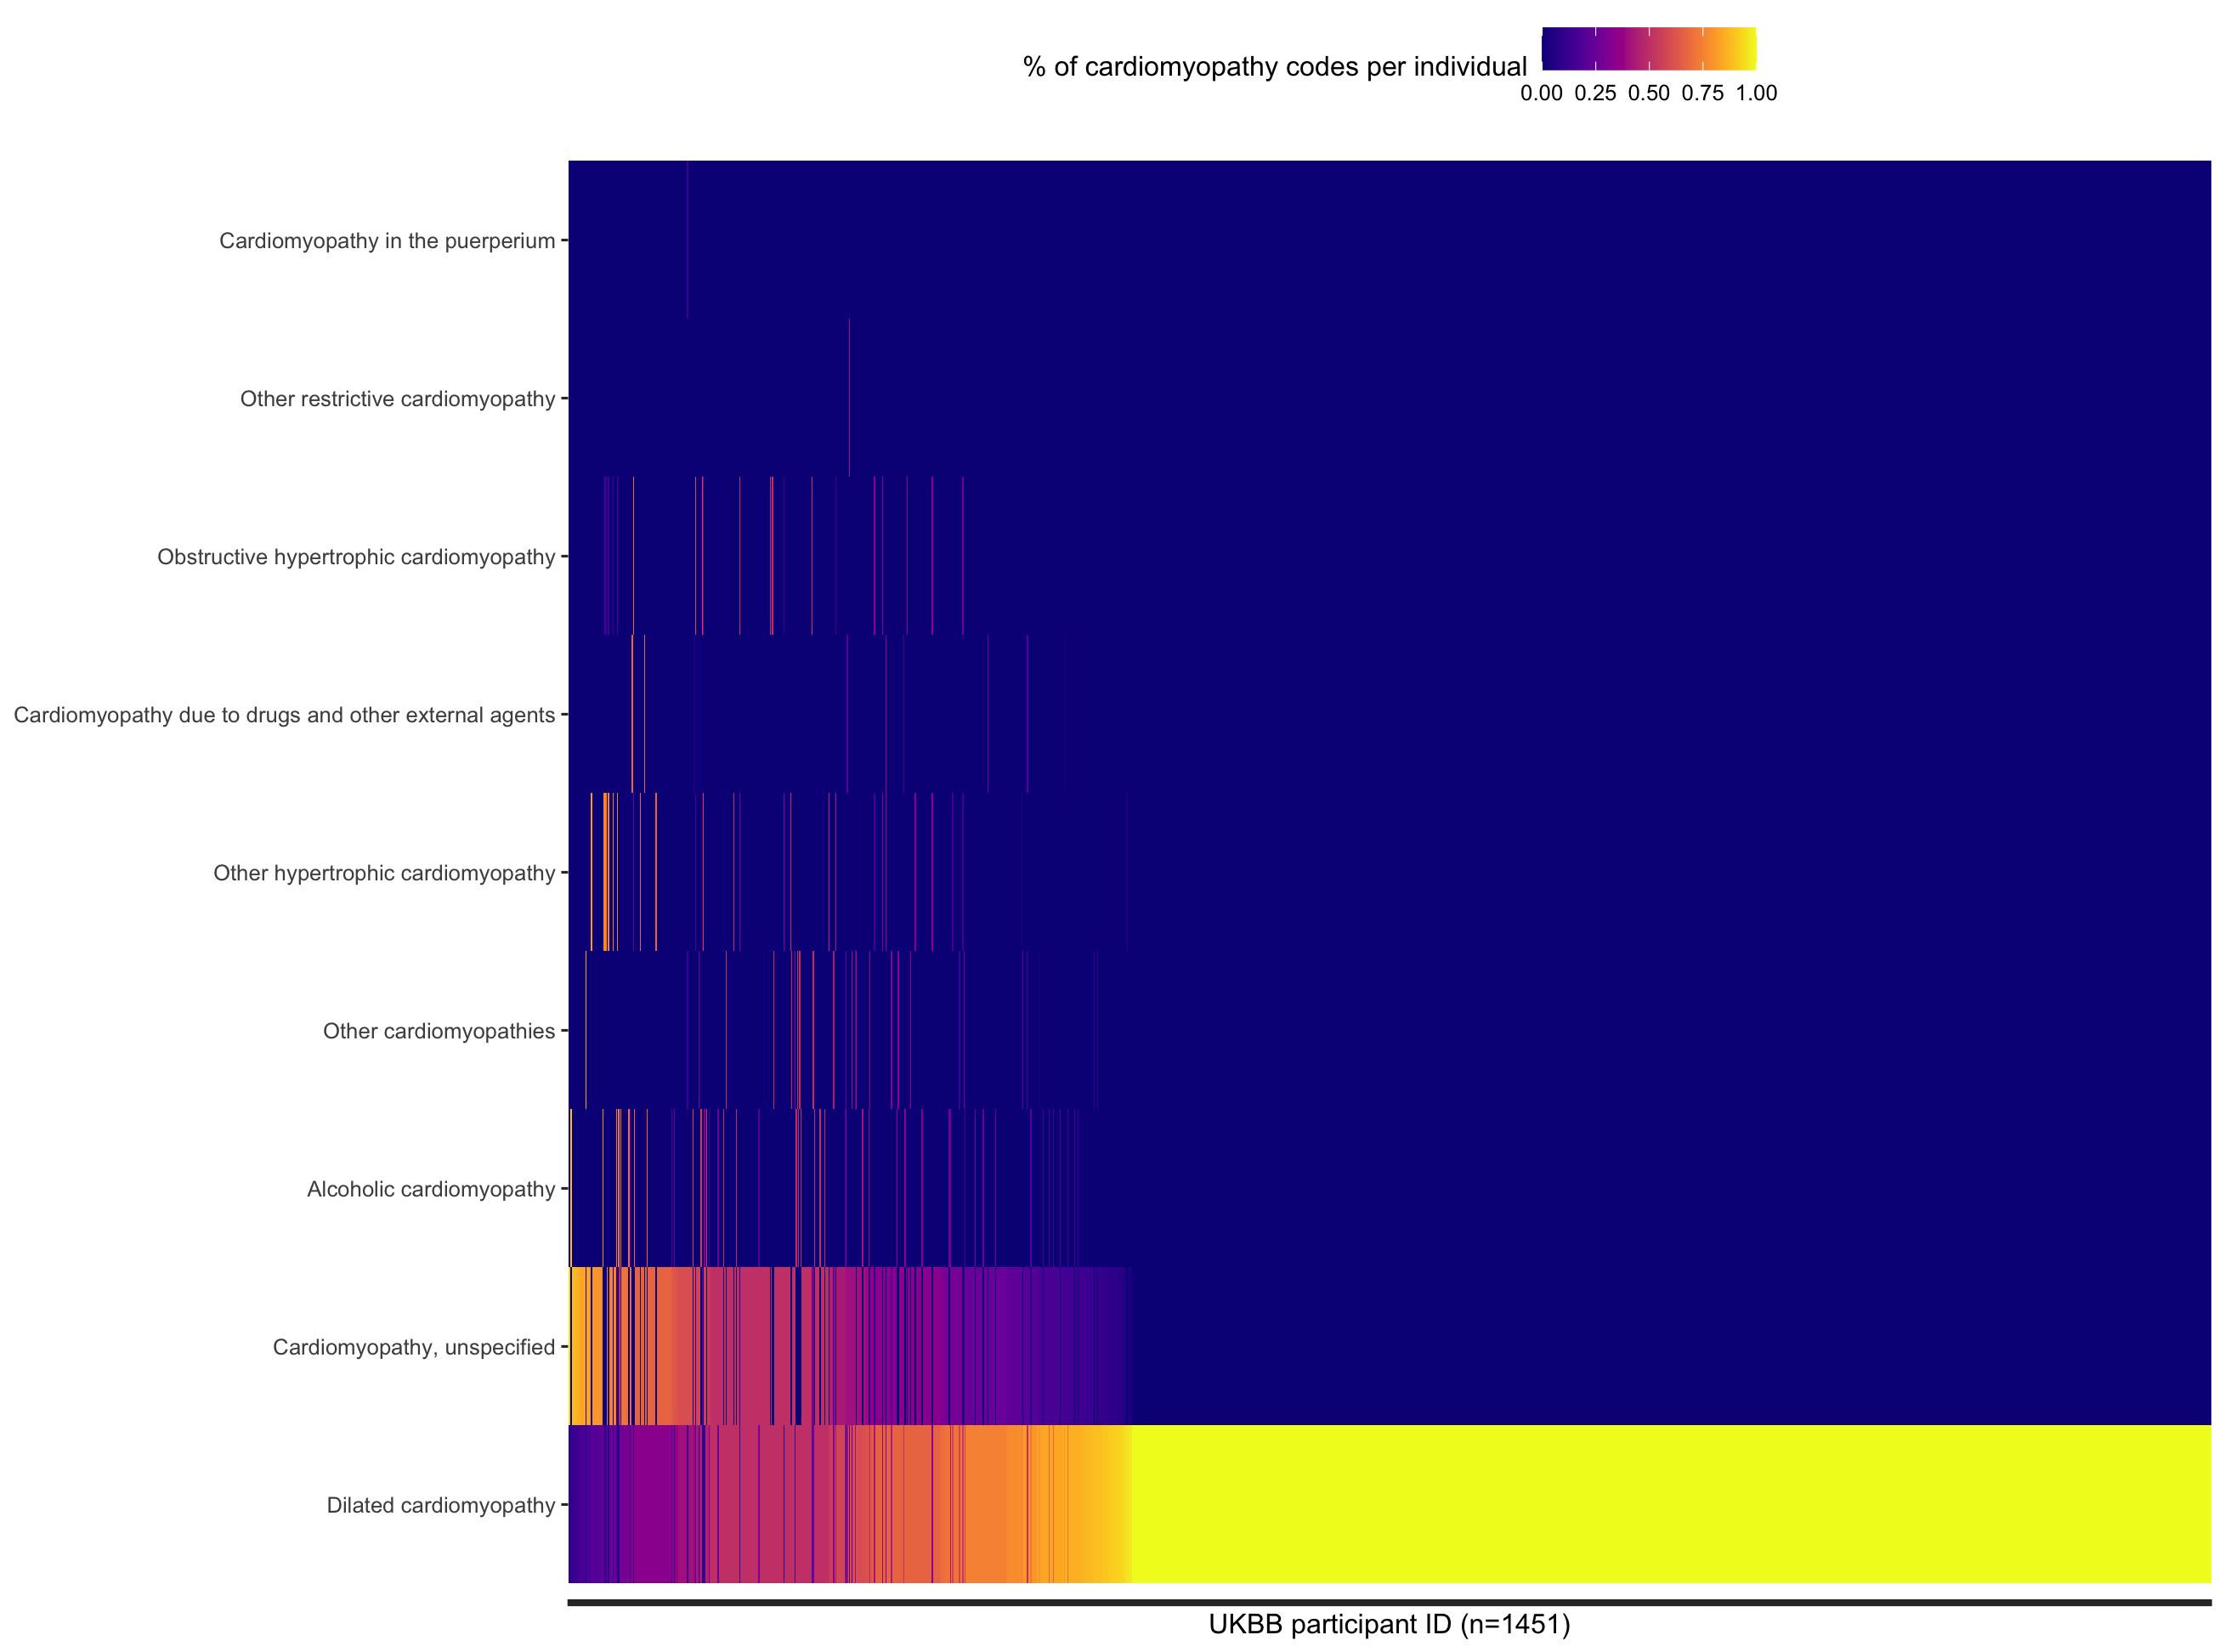 % of cardiomyopathy codes per individual
0.00 0.25 0.50 0.75 1.00
Cardiomyopathy in the puerperium
Other restrictive cardiomyopathy
Obstructive hypertrophic cardiomyopathy
Cardiomyopathy due to drugs and other external agents
Other hypertrophic cardiomyopathy
Other cardiomyopathies
Alcoholic cardiomyopathy
Cardiomyopathy, unspecified
Dilated cardiomyopathy
UKBB participant ID (n=1451)